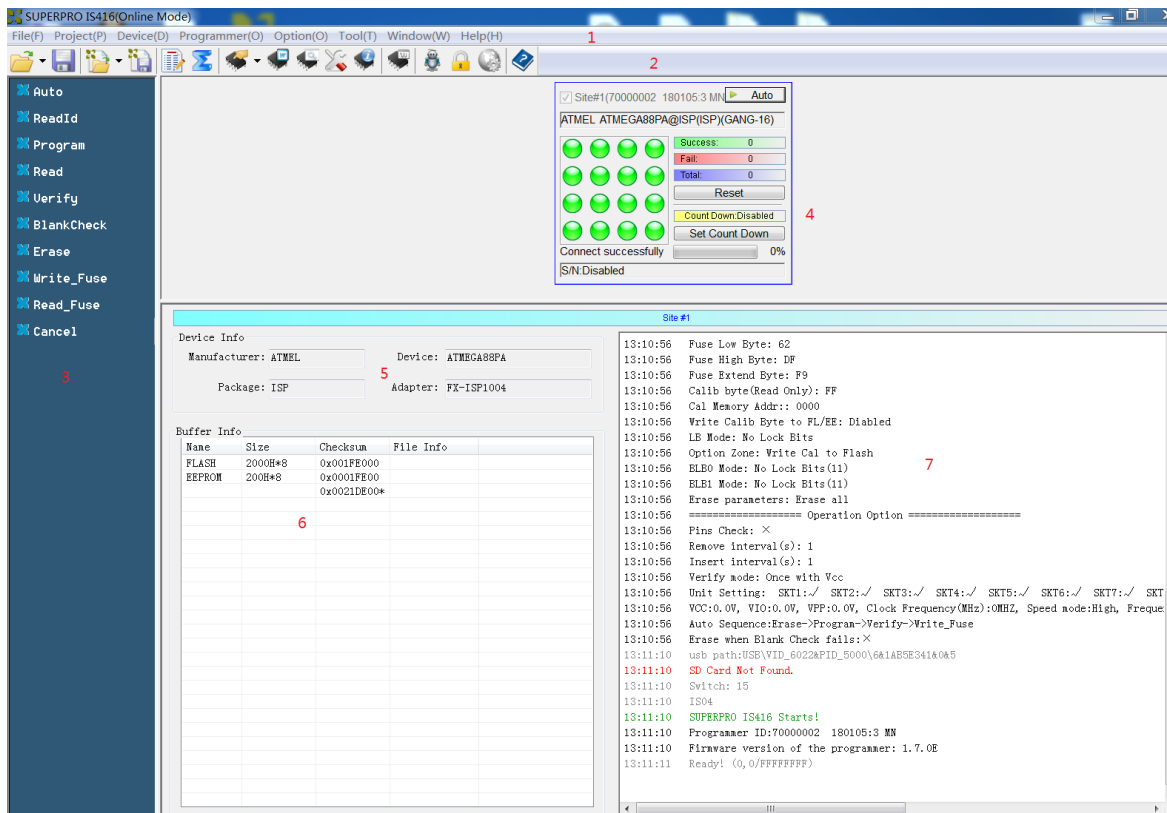 SUPERPRO IS416(Online Mode)
File(F) Project(P) Device(D) Programmer(O) Option(O) Tool(T) Window(W) Help(H)
1
2
Auto
ReadId
Program
Read
Verify
BlankCheck
Erase
Write_Fuse
Read_Fuse
Cancel
3
Site#1(70000002 180105:3 MN
Auto
ATMEL ATMEGA88PA@ISP(ISP)(GANG-16)
Success: 0
Fail: 0
Total: 0
Reset
Count Down:Disabled
Set Count Down
Connect successfully 0%
S/N:Disabled
4
Site #1
Device Info
Manufacturer: ATMEL Device: ATMEGA88PA
5
Package: ISP Adapter: FX-ISP1004
Buffer Info
Name Size Checksum File Info
FLASH 2000H*8 0x001FE000
EEPROM 200H*8 0x0001FE00
0x0021DE00*
6
13:10:56 Fuse Low Byte: 62
13:10:56 Fuse High Byte: DF
13:10:56 Fuse Extend Byte: F9
13:10:56 Calib byte(Read Only): FF
13:10:56 Cal Memory Addr:: 0000
13:10:56 Write Calib Byte to FL/EE: Diabled
13:10:56 LB Mode: No Lock Bits
13:10:56 Option Zone: Write Cal to Flash
13:10:56 BLB0 Mode: No Lock Bits(11)
13:10:56 BLB1 Mode: No Lock Bits(11)
13:10:56 Erase parameters: Erase all
13:10:56 =================== Operation Option ===================
13:10:56 Pins Check: ×
13:10:56 Remove interval(s): 1
13:10:56 Insert interval(s): 1
13:10:56 Verify mode: Once with Vcc
13:10:56 Unit Setting: SKT1:√ SKT2:√ SKT3:√ SKT4:√ SKT5:√ SKT6:√ SKT7:√ SKT
13:10:56 VCC:0.0V, VIO:0.0V, VPP:0.0V, Clock Frequency(MHz):0MHZ, Speed mode:High, Freque
13:10:56 Auto Sequence:Erase->Program->Verify->Write_Fuse
13:10:56 Erase when Blank Check fails:×
13:11:10 usb path:USB\VID_6022&PID_5000\6&1AB5E341&0&5
13:11:10 SD Card Not Found.
13:11:10 Switch: 15
13:11:10 IS04
13:11:10 SUPERPRO IS416 Starts!
13:11:10 Programmer ID:70000002 180105:3 MN
13:11:10 Firmware version of the programmer: 1.7.0E
13:11:11 Ready! (0,0/FFFFFFFF)
7